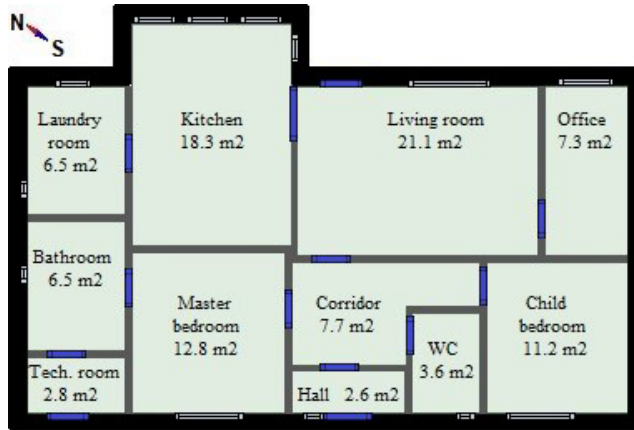 N
S
Laundry
room
6.5 m2
Kitchen
18.3 m2
Living room
21.1 m2
Office
7.3 m2
Bathroom
6.5 m2
Master
bedroom
12.8 m2
Corridor
7.7 m2
WC
3.6 m2
Child
bedroom
11.2 m2
Tech. room
2.8 m2
Hall 2.6 m2